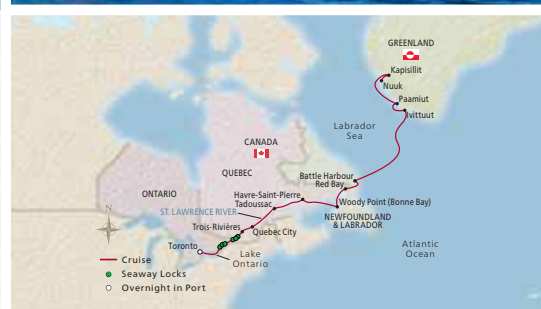 GREENLAND
Kapisillit
Nuuk
Paamiut
Ivittuut
Labrador
Sea
CANADA
QUEBEC
Battle Harbour
Red Bay
ONTARIO
Havre-Saint-Pierre
Tadoussac
Woody Point (Bonne Bay)
ST. LAWRENCE RIVER
NEWFOUNDLAND
& LABRADOR
N
Trois-Rivières
Quebec City
Toronto
Lake
Ontario
Atlantic
Ocean
Cruise
Seaway Locks
Overnight in Port